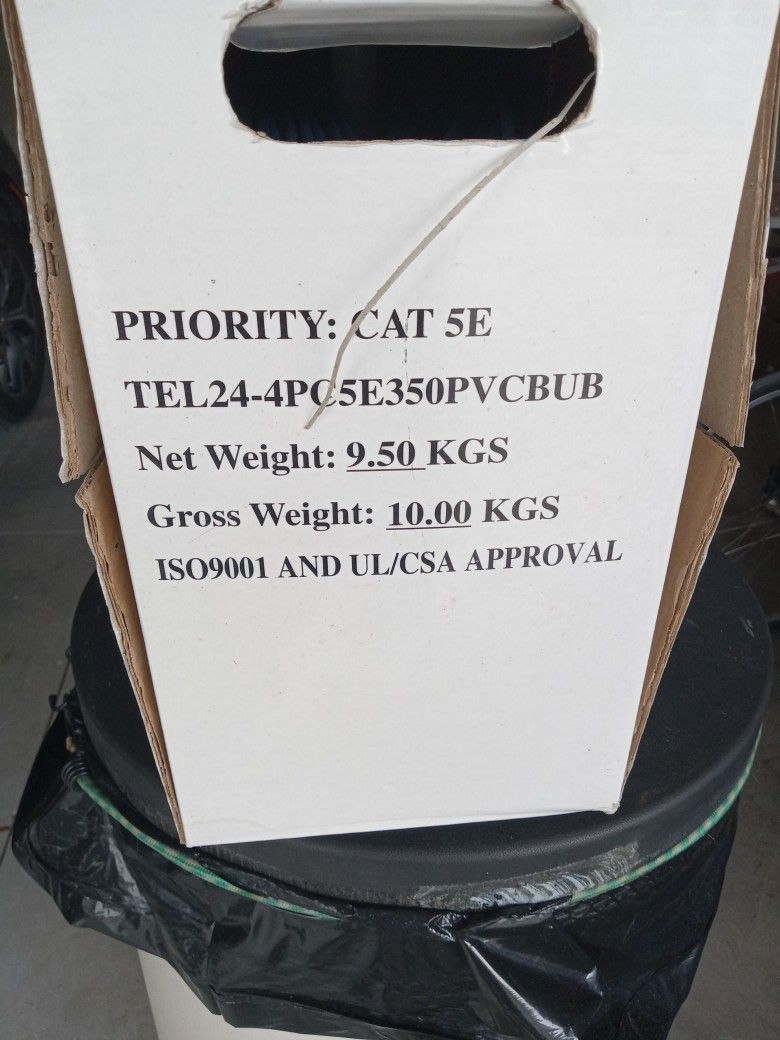 PRIORITY: CAT 5E
TEL24-4PC5E350PVCBUB
Net Weight: 9.50 KGS
Gross Weight: 10.00 KGS
ISO9001 AND UL/CSA APPROVAL